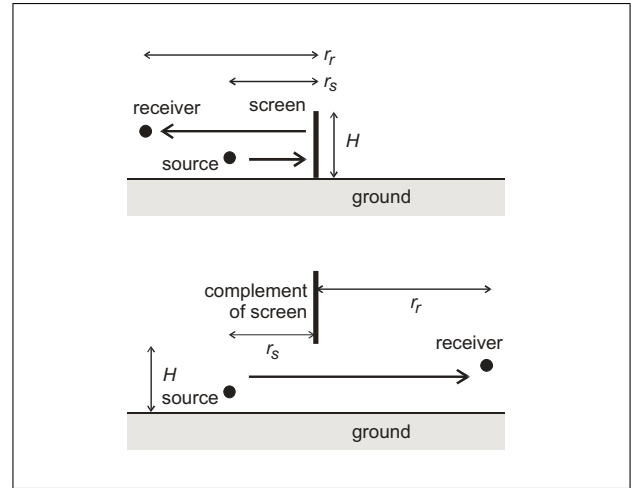 r_r
r_s
screen
receiver
H
source
ground
complement
of screen
r_r
r_s
receiver
H
source
ground